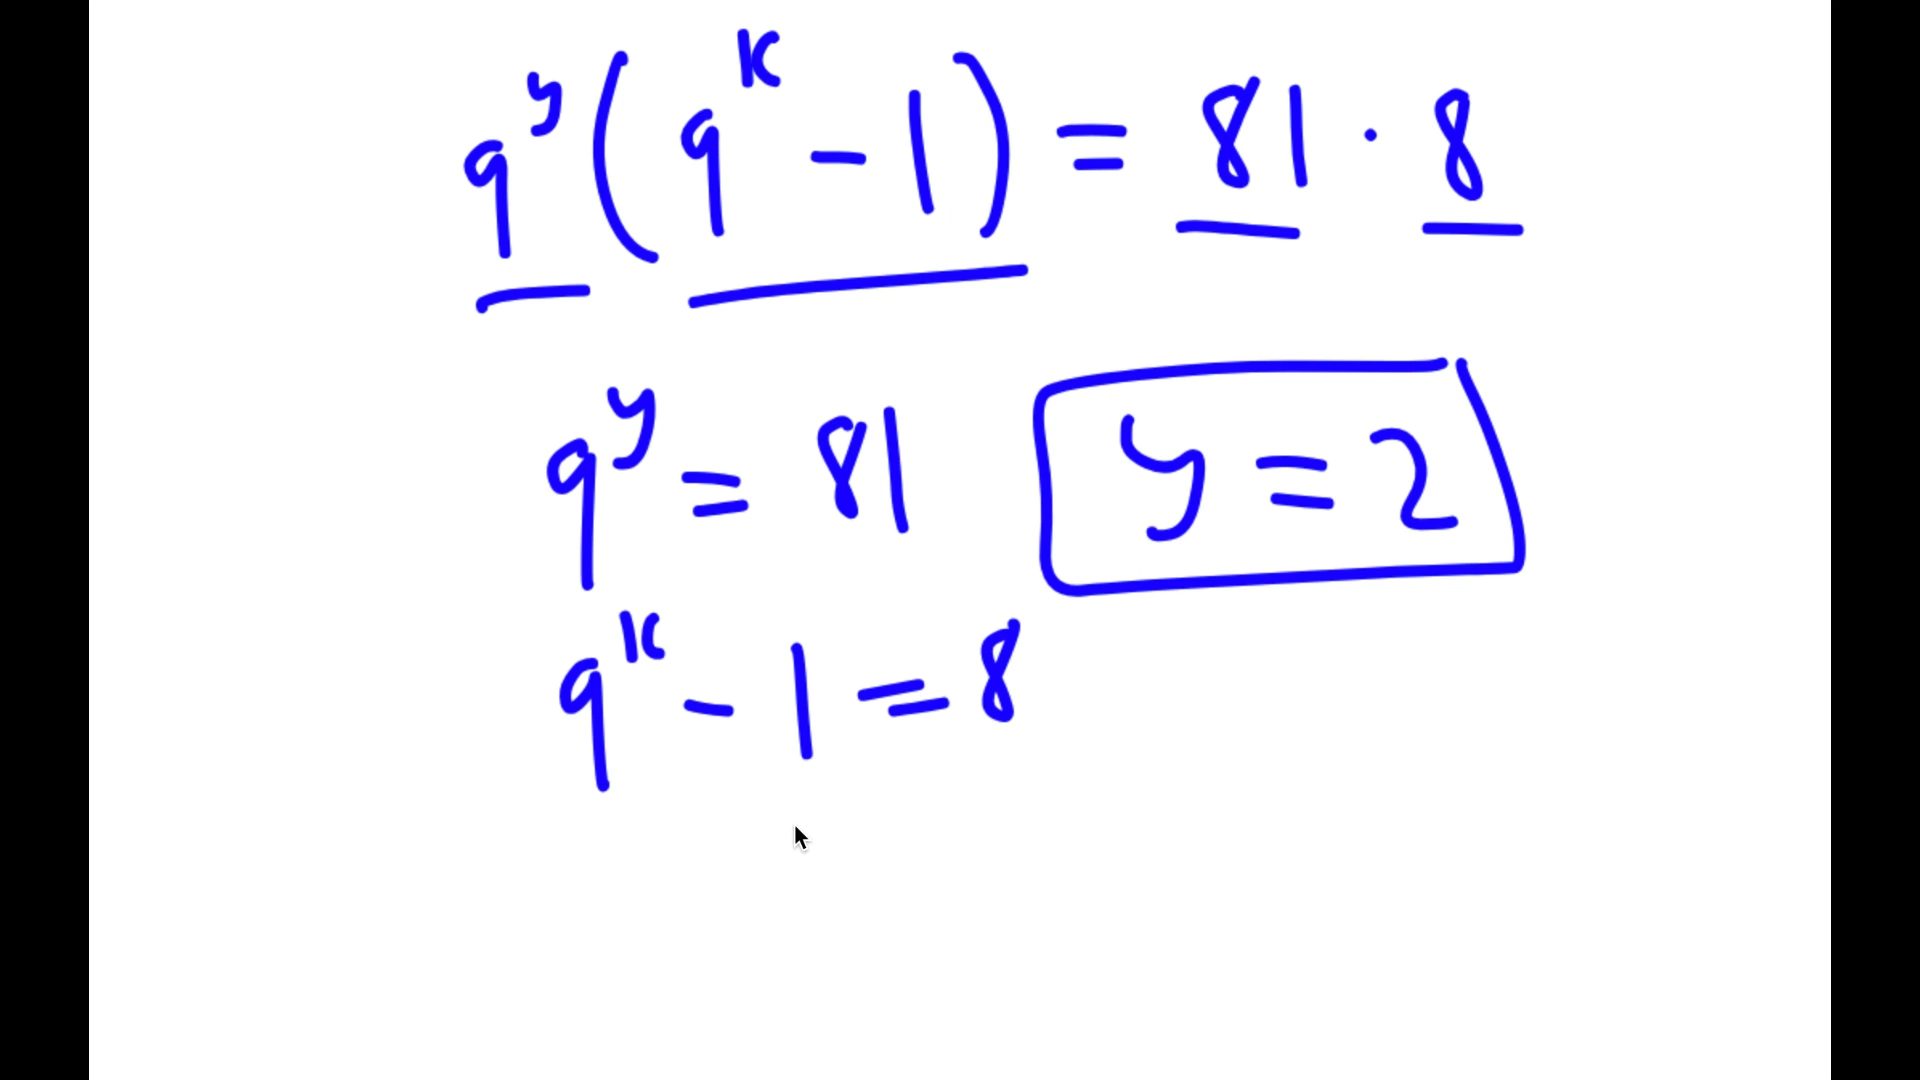 9^y(9^k - 1) = 81 · 8
9^y = 81 y = 2
9^k - 1 = 8